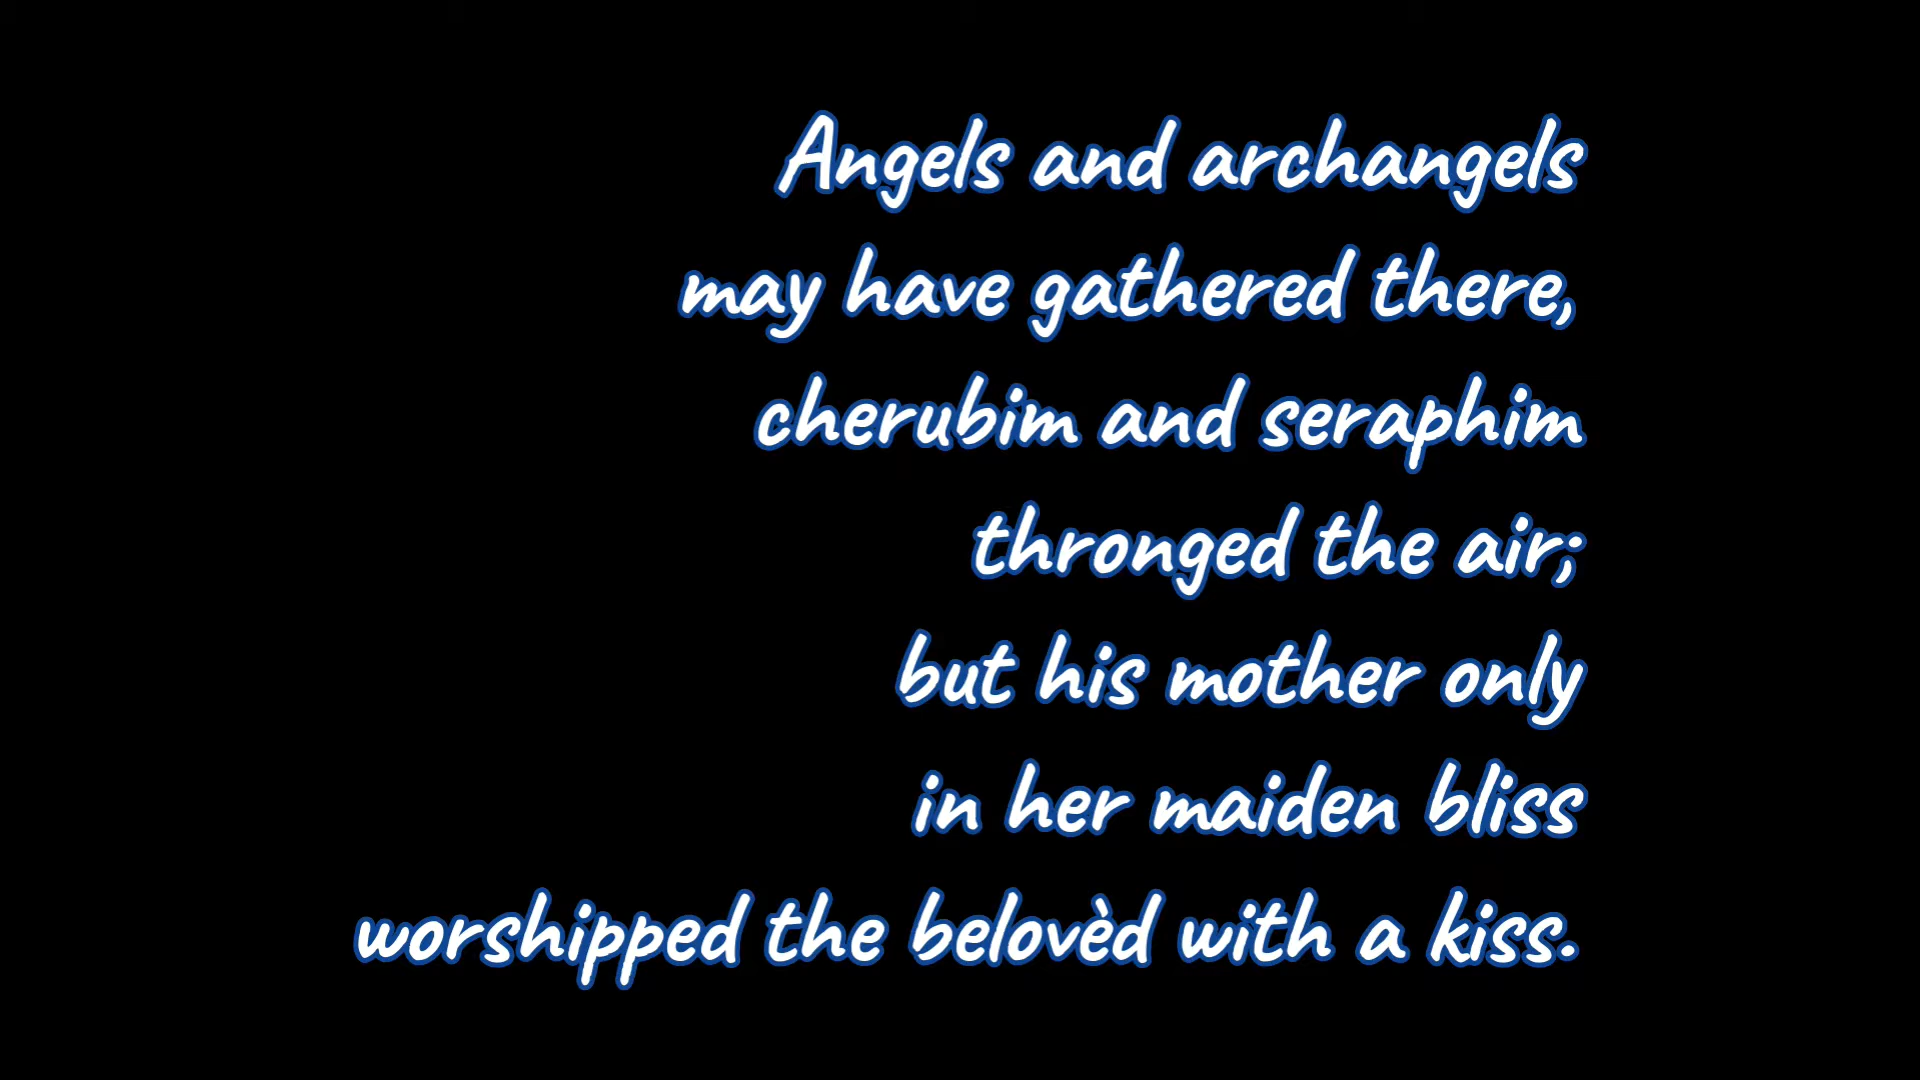 Angels and archangels
may have gathered there,
cherubim and seraphim
thronged the air;
but his mother only
in her maiden bliss
worshipped the belovèd with a kiss.